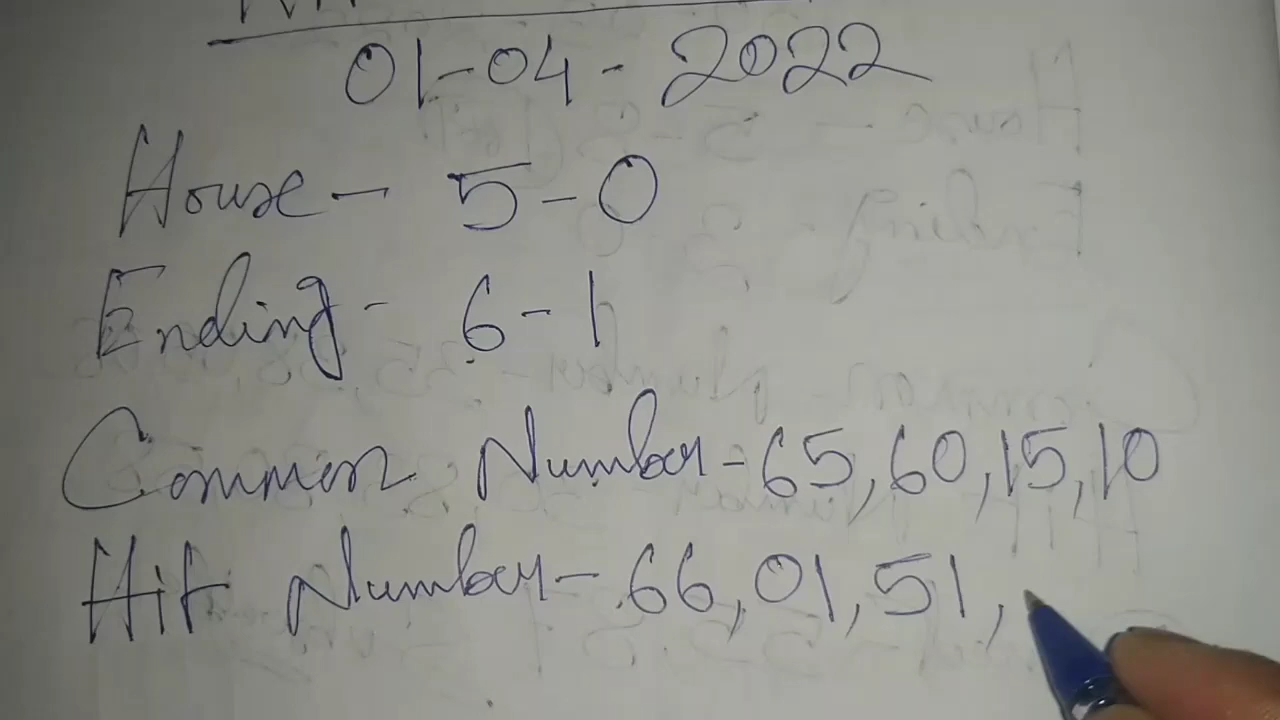 01-04-2022
House - 5-0
Ending - 6-1
Common Number - 65, 60, 15, 10
Hit Number - 66, 01, 51,